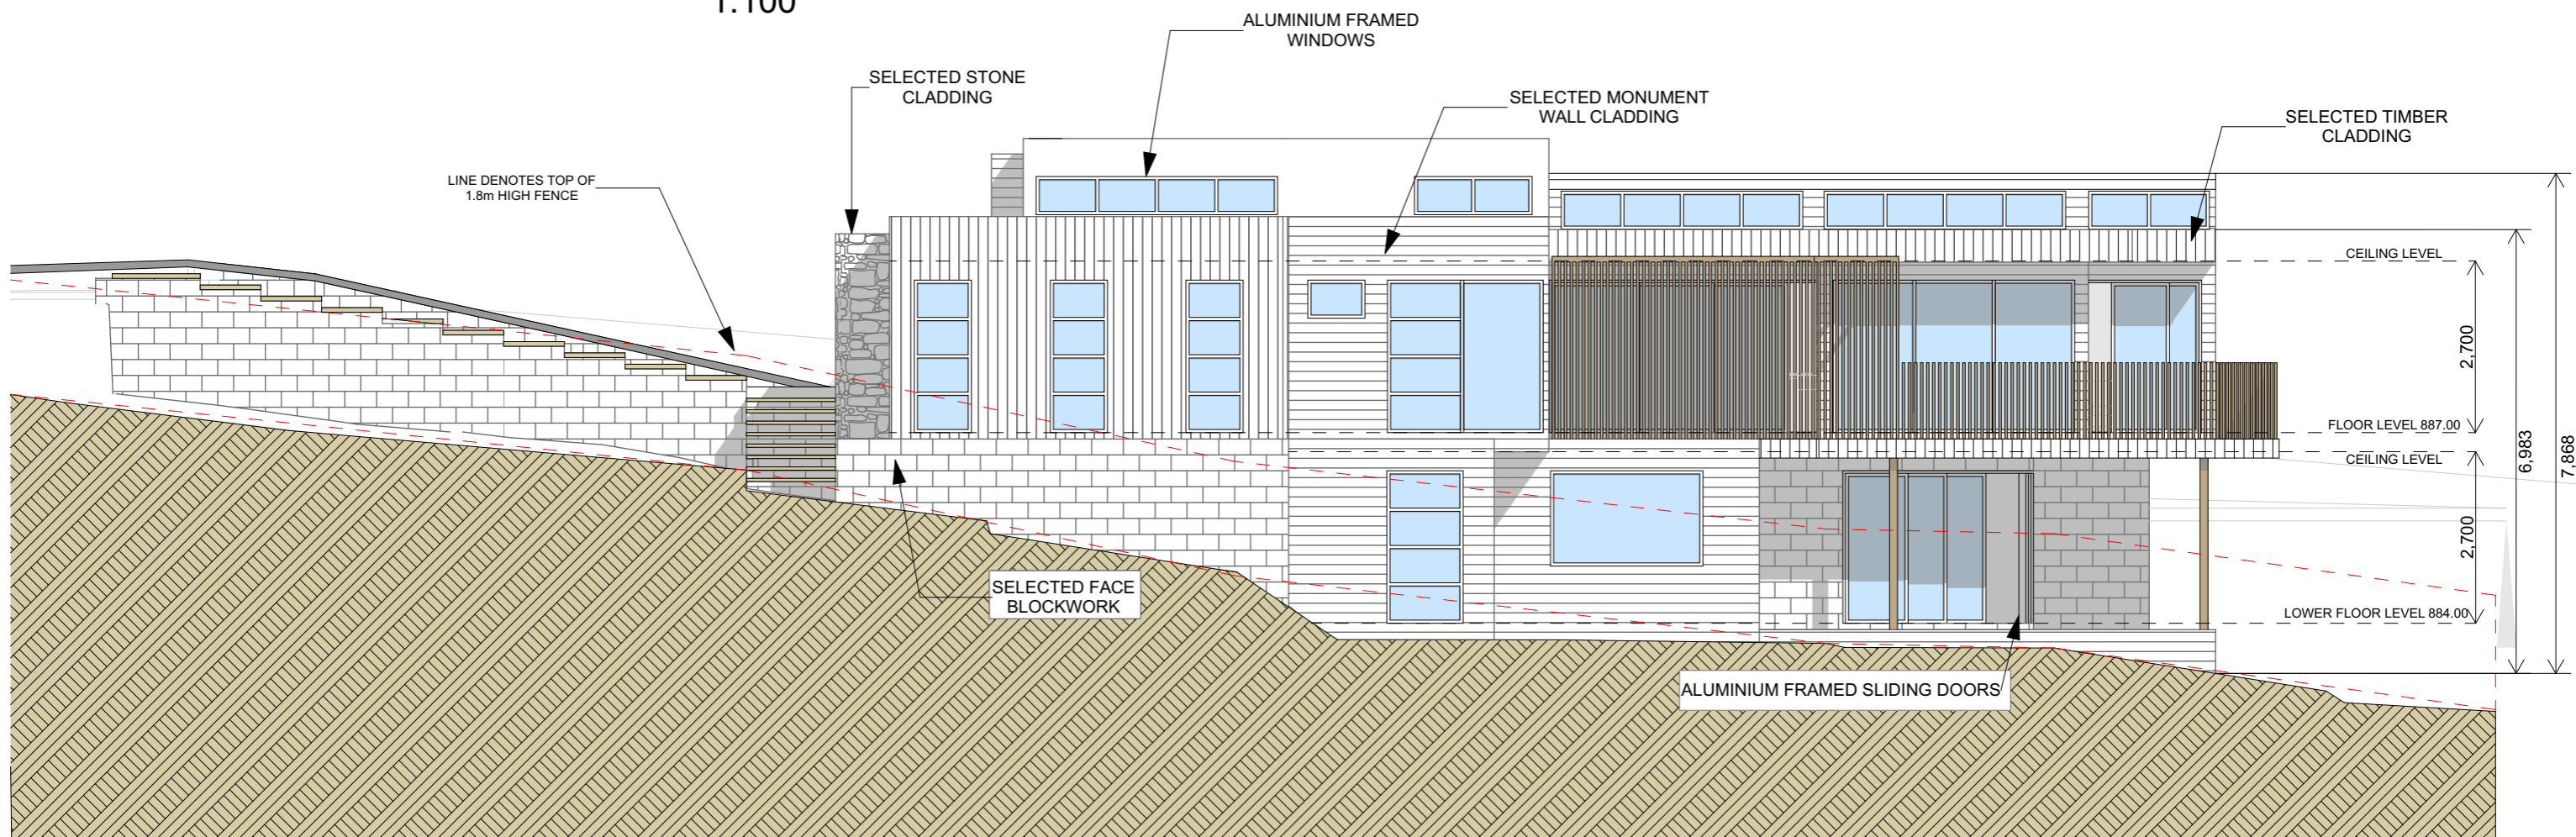 1:100
ALUMINIUM FRAMED
WINDOWS
SELECTED STONE
CLADDING
SELECTED MONUMENT
WALL CLADDING
SELECTED TIMBER
CLADDING
LINE DENOTES TOP OF
1.8m HIGH FENCE
CEILING LEVEL
2,700
FLOOR LEVEL 887.00
CEILING LEVEL
6,983
7,868
2,700
SELECTED FACE
BLOCKWORK
LOWER FLOOR LEVEL 884.00
ALUMINIUM FRAMED SLIDING DOORS